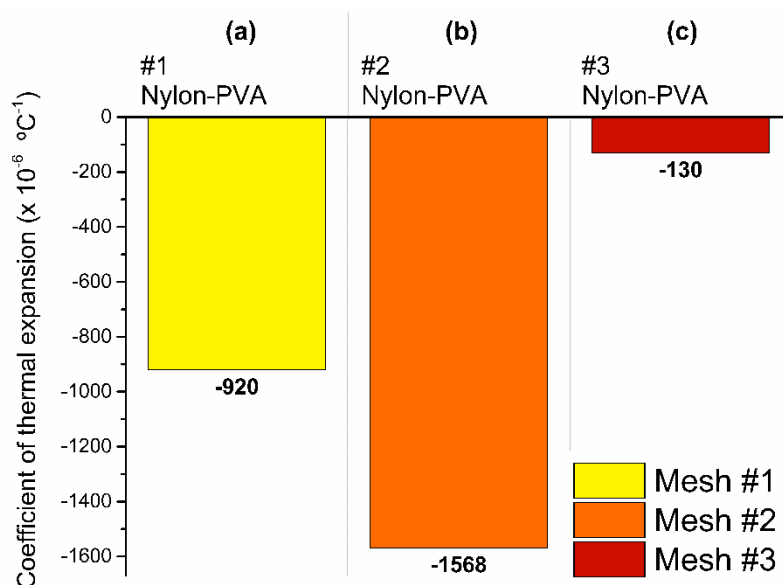 (a) (b) (c)
#1 #2 #3
Nylon-PVA Nylon-PVA Nylon-PVA
Coefficient of thermal expansion (x 10⁻⁶ ºC⁻¹)
0
-200
-400
-600
-800
-1000
-1200
-1400
-1600
-920
-1568
-130
Mesh #1
Mesh #2
Mesh #3